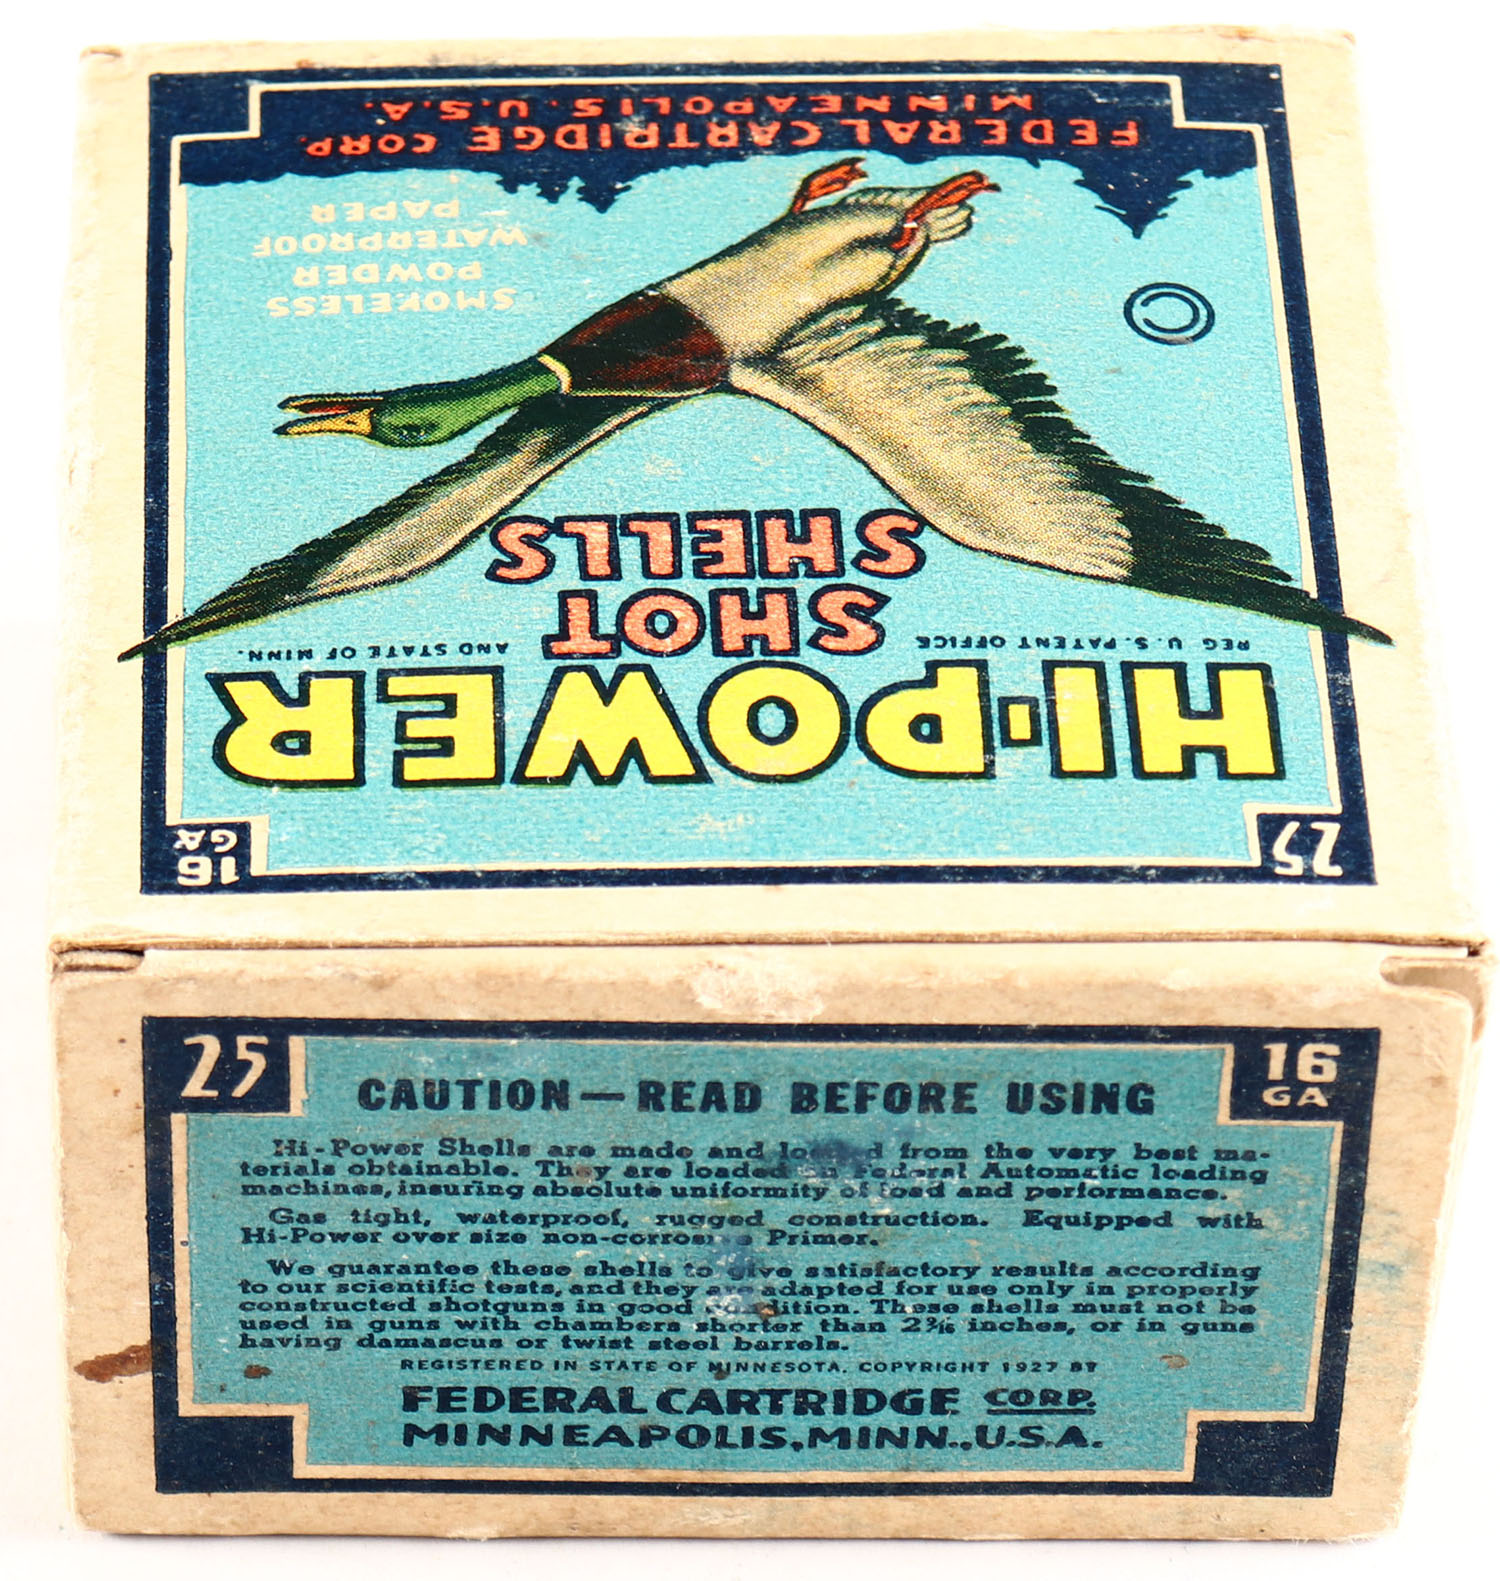 FEDERAL CARTRIDGE CORP.
MINNEAPOLIS. U.S.A.
SMOKELESS
POWDER
WATERPROOF
PAPER
C
SHOT
SHELLS
REG U.S. PATENT OFFICE
AND STATE OF MINN.
HI-POWER
25
16
GA
25
16
GA
CAUTION — READ BEFORE USING
Hi-Power Shells are made and from the very best ma-
terials obtainable. They are loaded in Federal Automatic loading
machines, insuring absolute uniformity of load and performance.
Gas tight, waterproof, rugged construction. Equipped with
Hi-Power over size non-corrosive Primer.
We guarantee these shells to give satisfactory results according
to our scientific tests, and they are adapted for use only in properly
constructed shotguns in good condition. These shells must not be
used in guns with chambers shorter than 2 9/16 inches, or in guns
having damascus or twist steel barrels.
REGISTERED IN STATE OF MINNESOTA. COPYRIGHT 1927 BY
FEDERAL CARTRIDGE CORP.
MINNEAPOLIS, MINN., U.S.A.